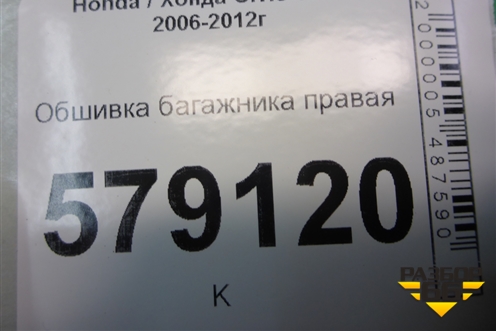 Honda / Хонда
2006-2012г
Обшивка багажника правая
579120
К
2000005487590
РАЗБОР